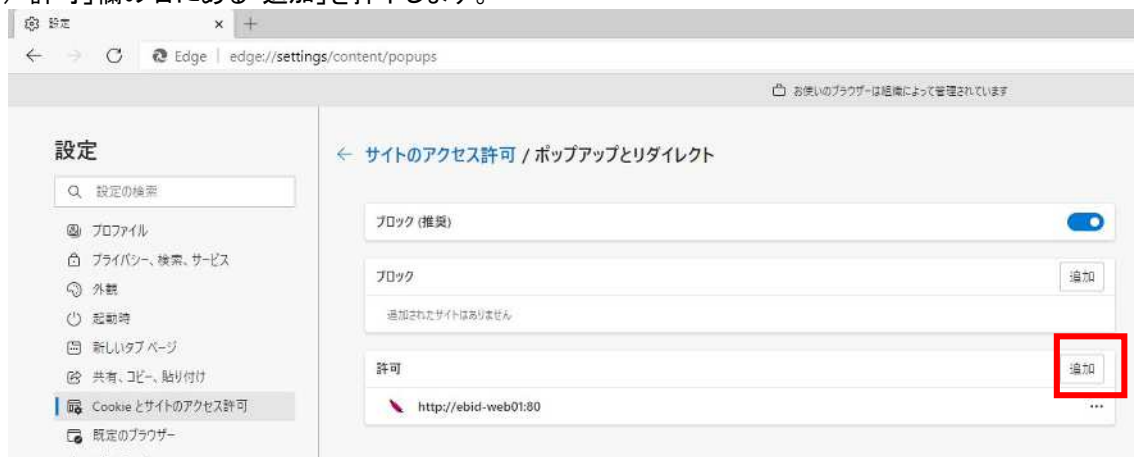 許可」欄の右にある「追加」を押下します。
設定
Edge | edge://settings/content/popups
お使いのブラウザーは組織によって管理されています
設定
設定の検索
プロファイル
プライバシー、検索、サービス
外観
起動時
新しいタブ ページ
共有、コピー、貼り付け
Cookie とサイトのアクセス許可
既定のブラウザー
サイトのアクセス許可 / ポップアップとリダイレクト
ブロック (推奨)
ブロック
追加
追加されたサイトはありません
許可
追加
http://ebid-web01:80